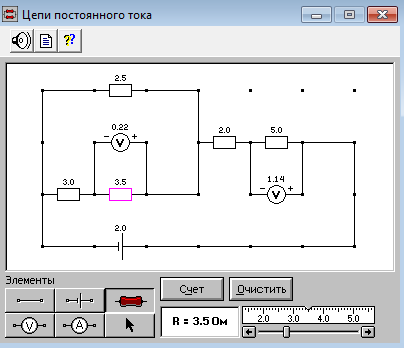 Цепи постоянного тока
??
2.5
0.22
− V +
2.0 5.0
3.0 3.5
1.14
− V +
2.0
Элементы
Счет Очистить
R = 3.5 Ом
2.0 3.0 4.0 5.0
V A